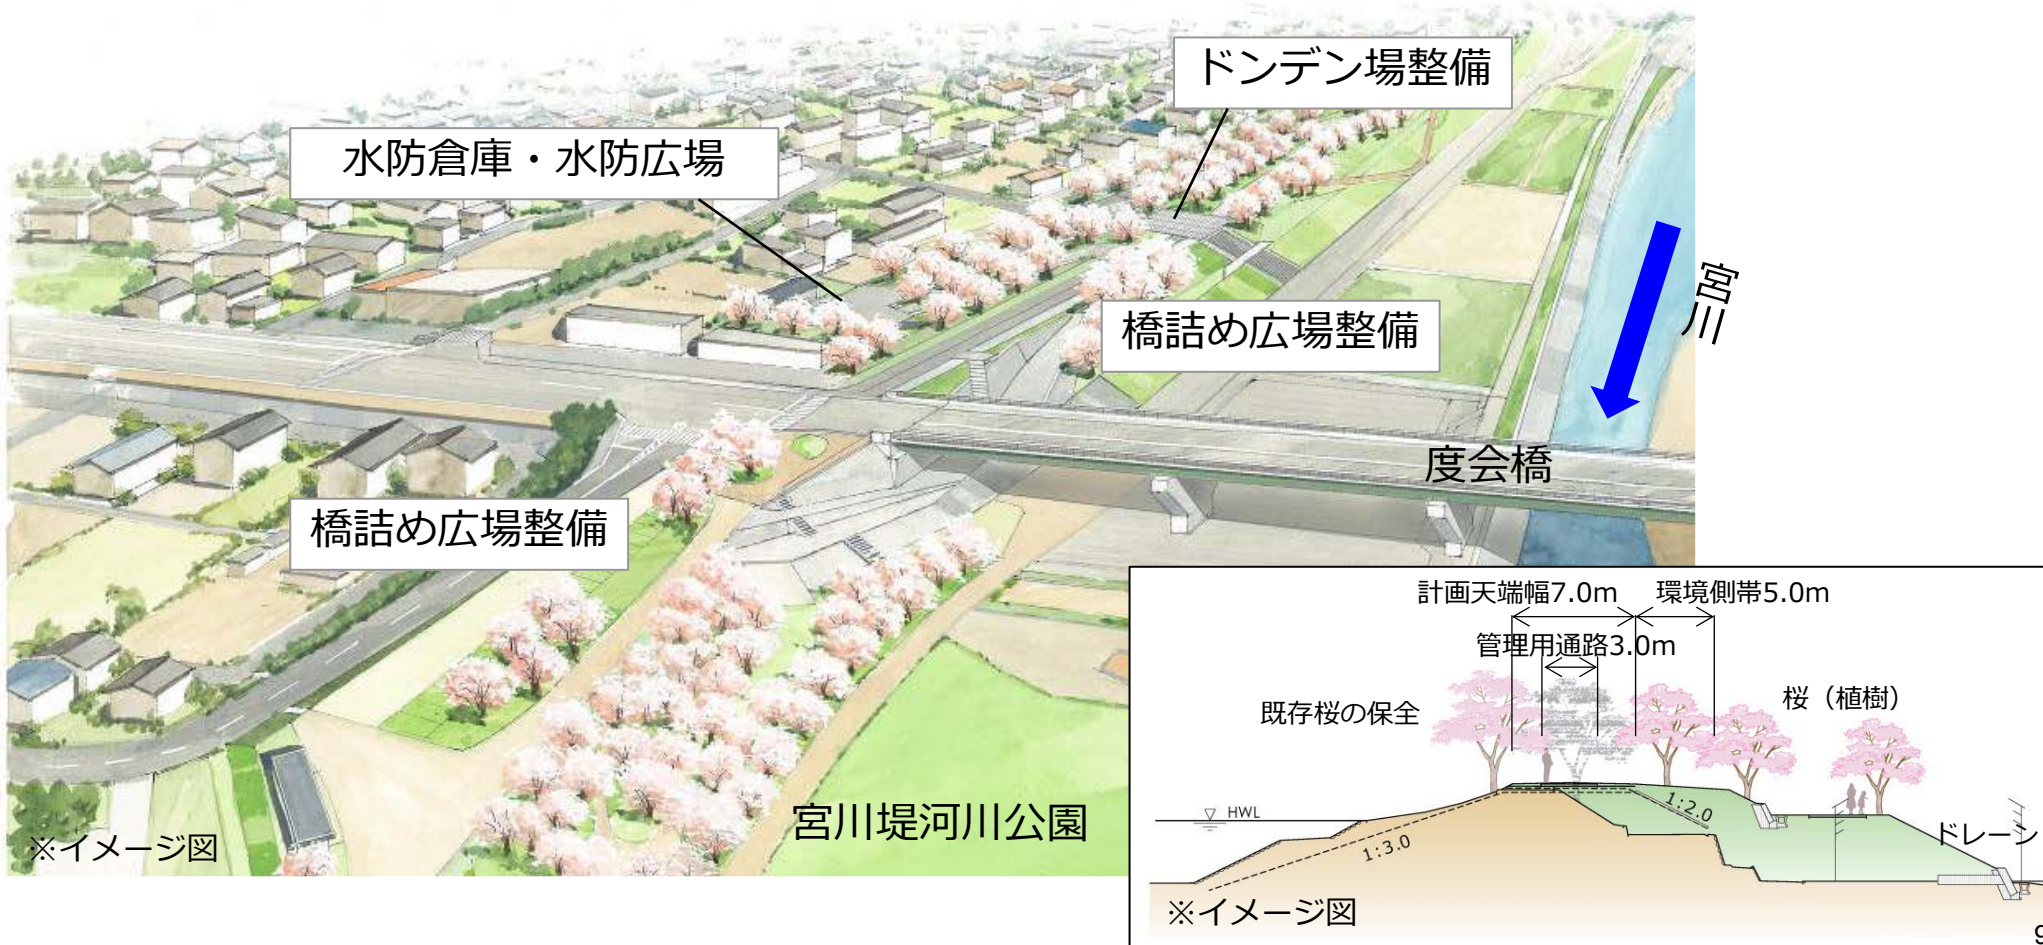 ドンデン場整備
水防倉庫・水防広場
宮川
橋詰め広場整備
度会橋
橋詰め広場整備
宮川堤河川公園
※イメージ図
計画天端幅7.0m
環境側帯5.0m
管理用通路3.0m
既存桜の保全
桜（植樹）
HWL
1:2.0
1:3.0
ドレーン
※イメージ図
9